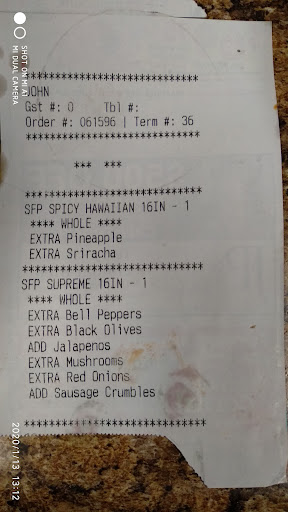 ****************************
JOHN
Gst #: 0 Tbl #:
Order #: 061596 | Term #: 36
****************************
*** ***
****************************
SFP SPICY HAWAIIAN 16IN - 1
**** WHOLE ****
EXTRA Pineapple
EXTRA Sriracha
****************************
SFP SUPREME 16IN - 1
**** WHOLE ****
EXTRA Bell Peppers
EXTRA Black Olives
ADD Jalapenos
EXTRA Mushrooms
EXTRA Red Onions
ADD Sausage Crumbles
****************************
SHOT ON MI A1
MI DUAL CAMERA
2020/1/13 13:12